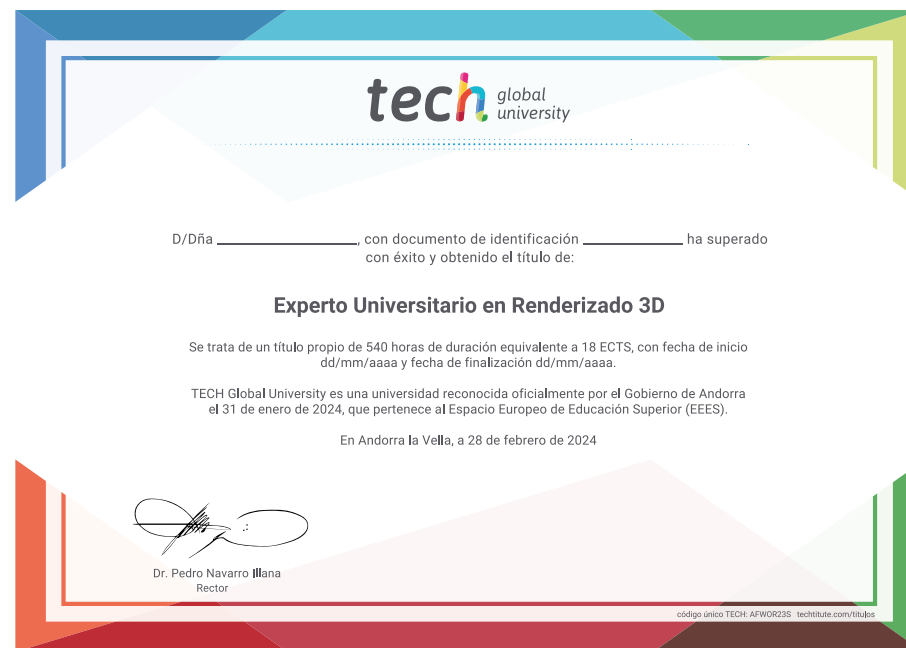 tech global
university
D/Dña ____________________, con documento de identificación ______________ ha superado
con éxito y obtenido el título de:
Experto Universitario en Renderizado 3D
Se trata de un título propio de 540 horas de duración equivalente a 18 ECTS, con fecha de inicio
dd/mm/aaaa y fecha de finalización dd/mm/aaaa.
TECH Global University es una universidad reconocida oficialmente por el Gobierno de Andorra
el 31 de enero de 2024, que pertenece al Espacio Europeo de Educación Superior (EEES).
En Andorra la Vella, a 28 de febrero de 2024
Dr. Pedro Navarro Illana
Rector
código único TECH: AFWOR23S techtitute.com/titulos